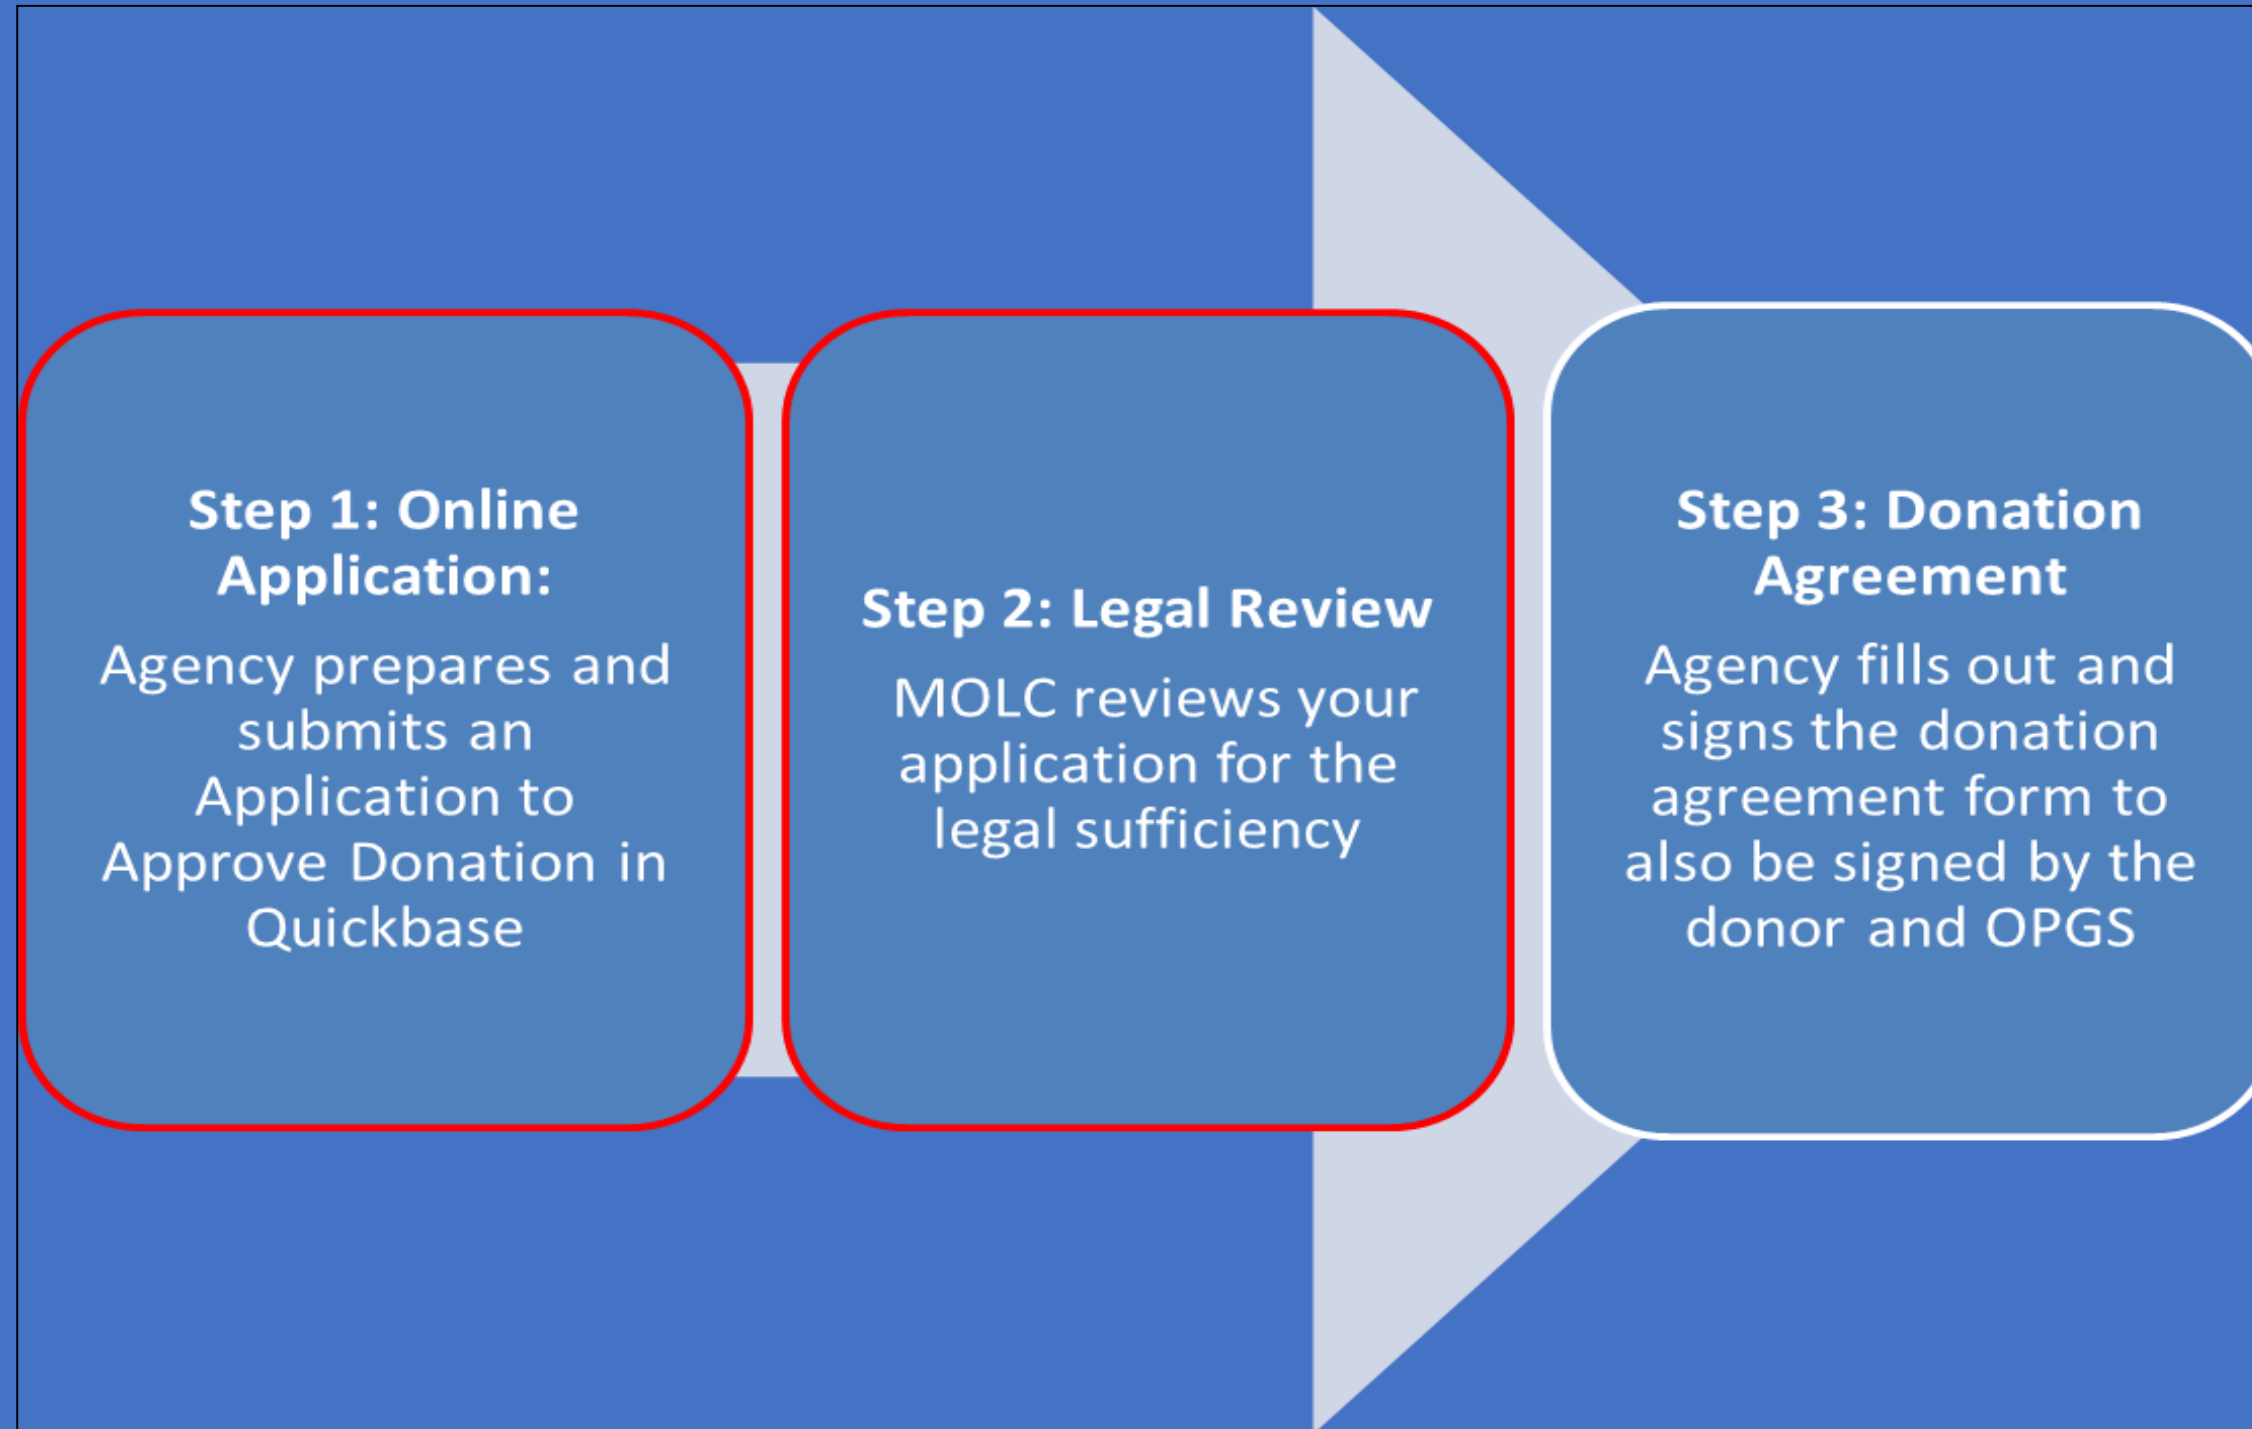 Step 1: Online
Application:
Agency prepares and
submits an
Application to
Approve Donation in
Quickbase
Step 2: Legal Review
MOLC reviews your
application for the
legal sufficiency
Step 3: Donation
Agreement
Agency fills out and
signs the donation
agreement form to
also be signed by the
donor and OPGS